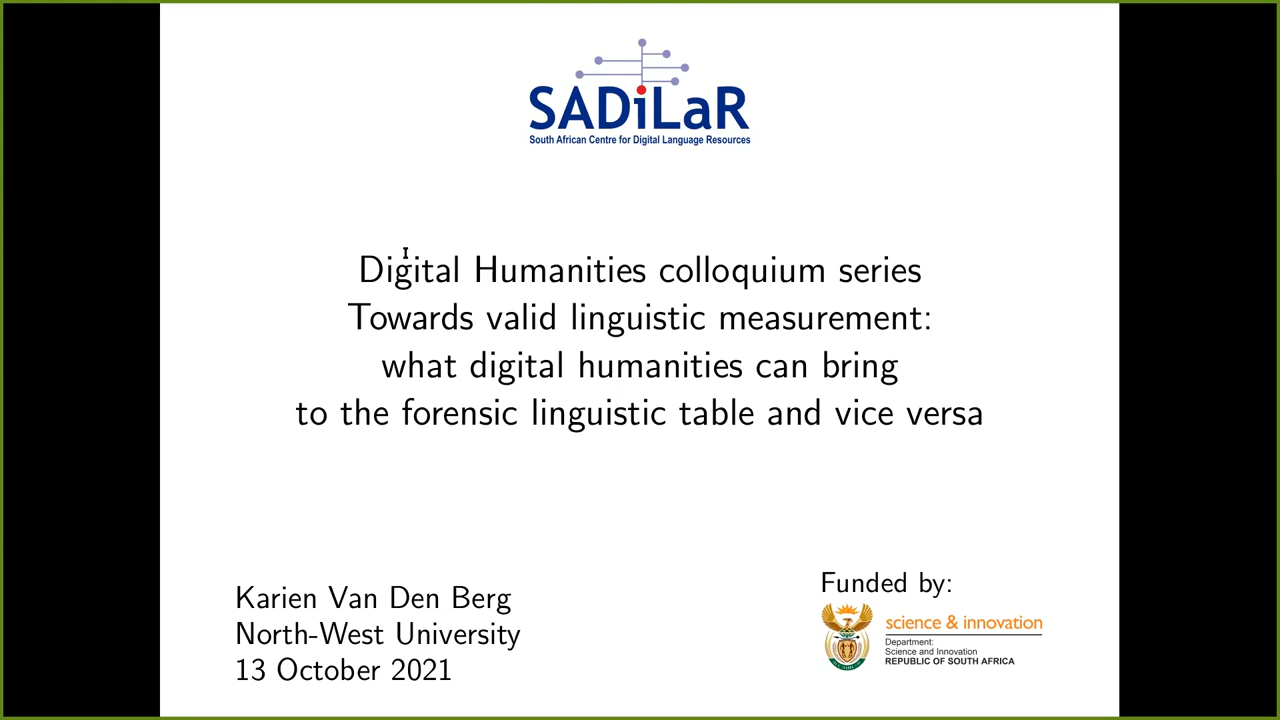 SADiLaR
South African Centre for Digital Language Resources
Digital Humanities colloquium series
Towards valid linguistic measurement:
what digital humanities can bring
to the forensic linguistic table and vice versa
Karien Van Den Berg
North-West University
13 October 2021
Funded by:
science & innovation
Department:
Science and Innovation
REPUBLIC OF SOUTH AFRICA